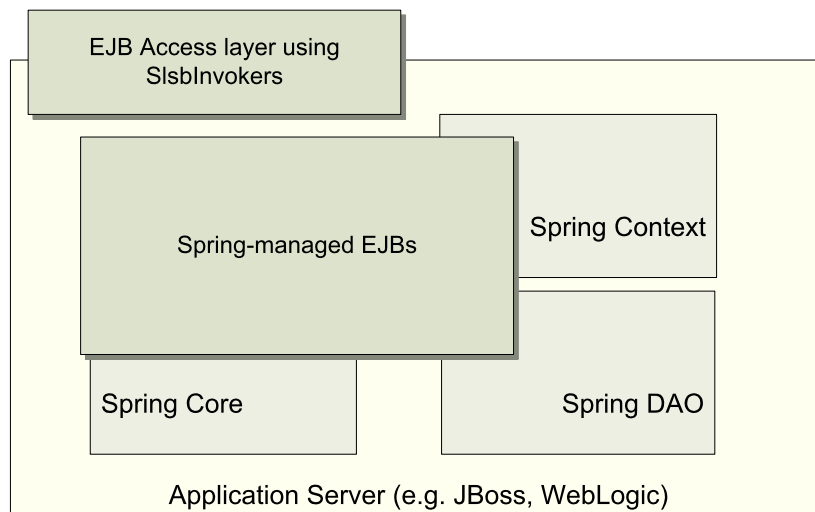 EJB Access layer using
SlsbInvokers
Spring Context
Spring-managed EJBs
Spring Core
Spring DAO
Application Server (e.g. JBoss, WebLogic)